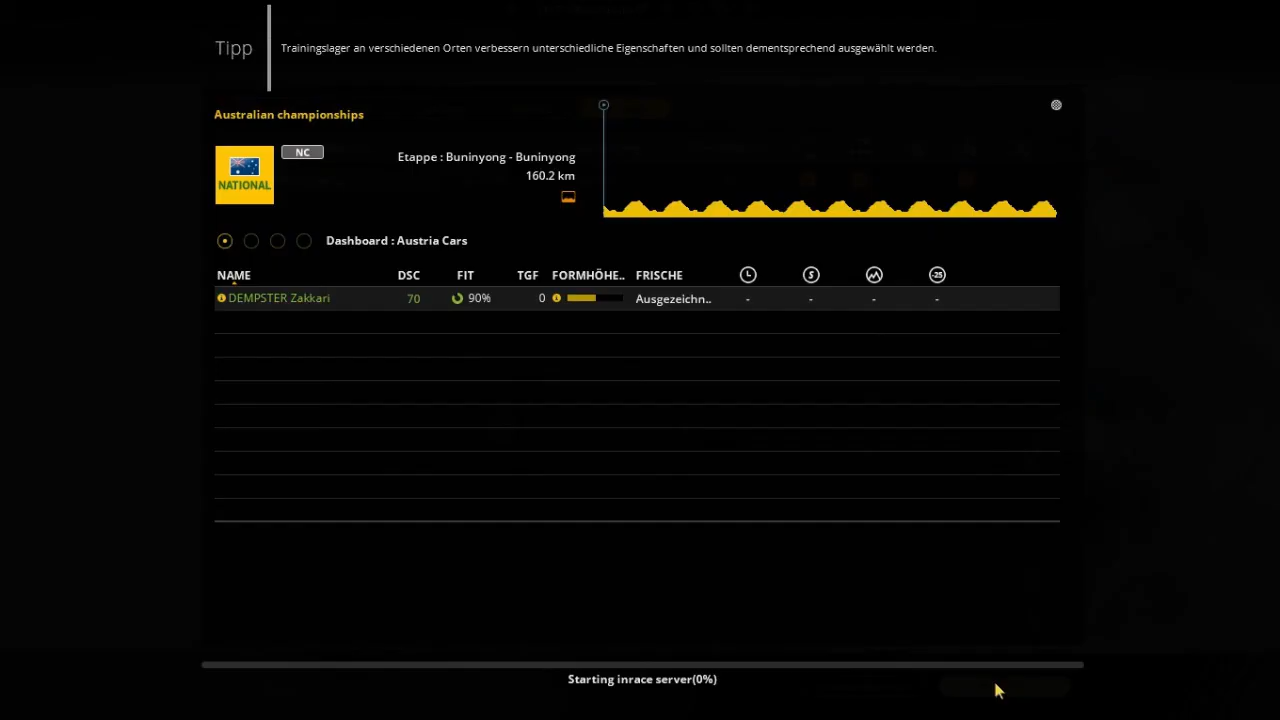 Tipp
Trainingslager an verschiedenen Orten verbessern unterschiedliche Eigenschaften und sollten dementsprechend ausgewählt werden.
Australian championships
NATIONAL
NC
Etappe : Buninyong - Buninyong
160.2 km
Dashboard : Austria Cars
NAME DSC FIT TGF FORMHÖHE.. FRISCHE $ -25
DEMPSTER Zakkari 70 90% 0 Ausgezeichn.. - - - -
Starting inrace server(0%)